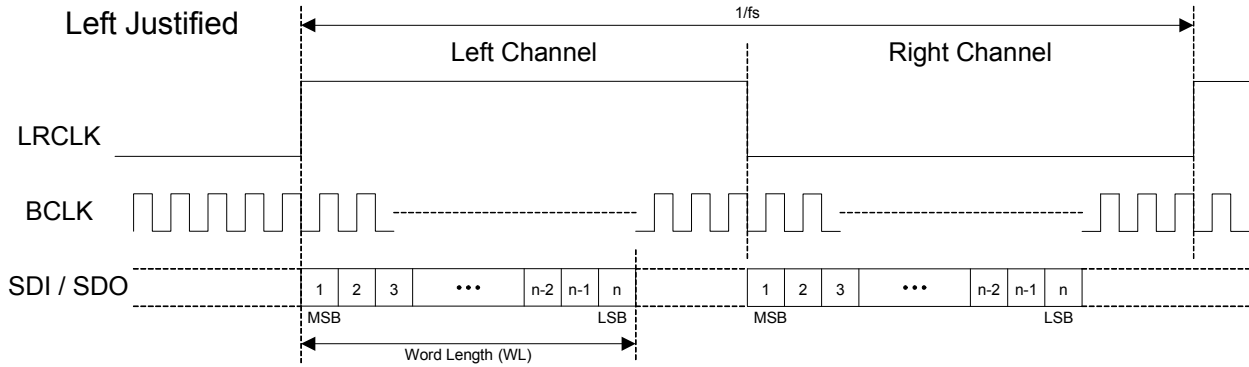 Left Justified
1/fs
Left Channel
Right Channel
LRCLK
BCLK
SDI / SDO
1 2 3 ••• n-2 n-1 n 1 2 3 ••• n-2 n-1 n
MSB LSB MSB LSB
Word Length (WL)